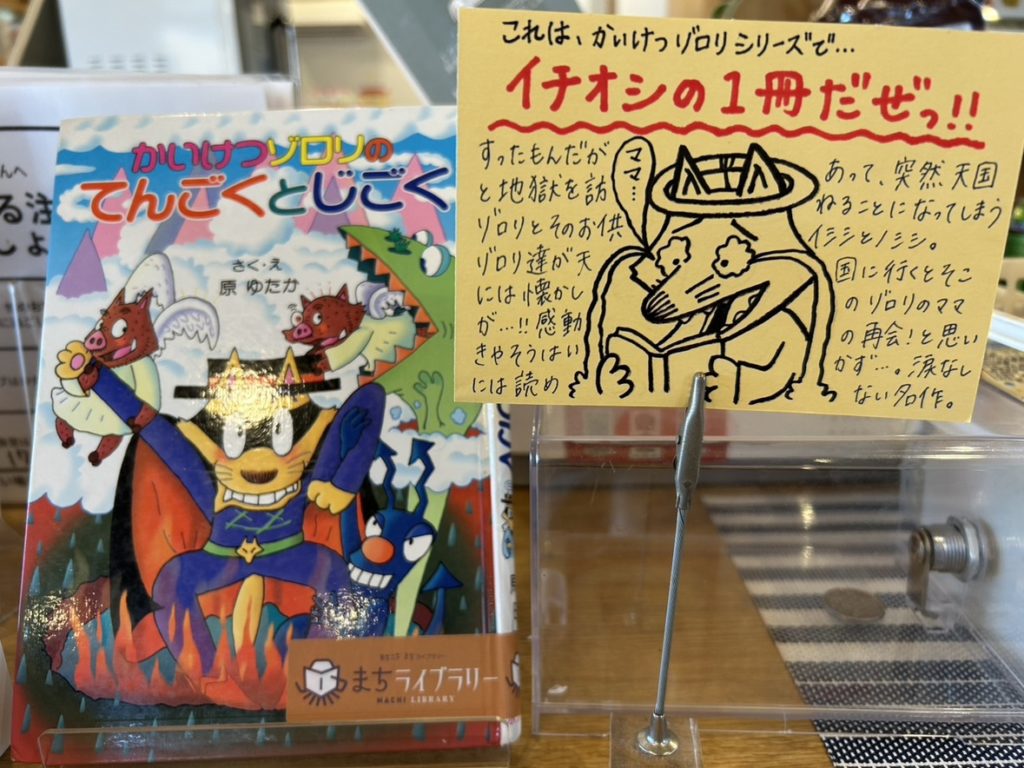 これは、かいけつゾロリシリーズで…
イチオシの1冊だぜっ!!
すったもんだが あって、突然天国
と地獄を訪 ねることになってしまう
ゾロリとそのお供 イシシとノシシ。
ゾロリ達が天 国に行くとそこ
には懐かし のゾロリのママ
が…!!感動 の再会!と思い
きやそうはい かず…。涙なし
には読め ない名作。
ママ…
かいけつゾロリの
てんごくとじごく
さく・え
原 ゆたか
まちライブラリー
MACHI LIBRARY
んへ
る注
しょ